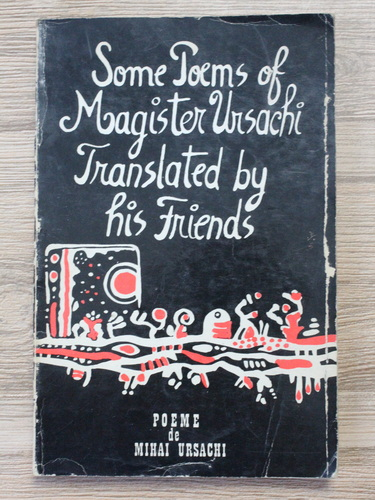 Some Poems of
Magister Ursachi
Translated by
his Friends
POEME
de
MIHAI URSACHI